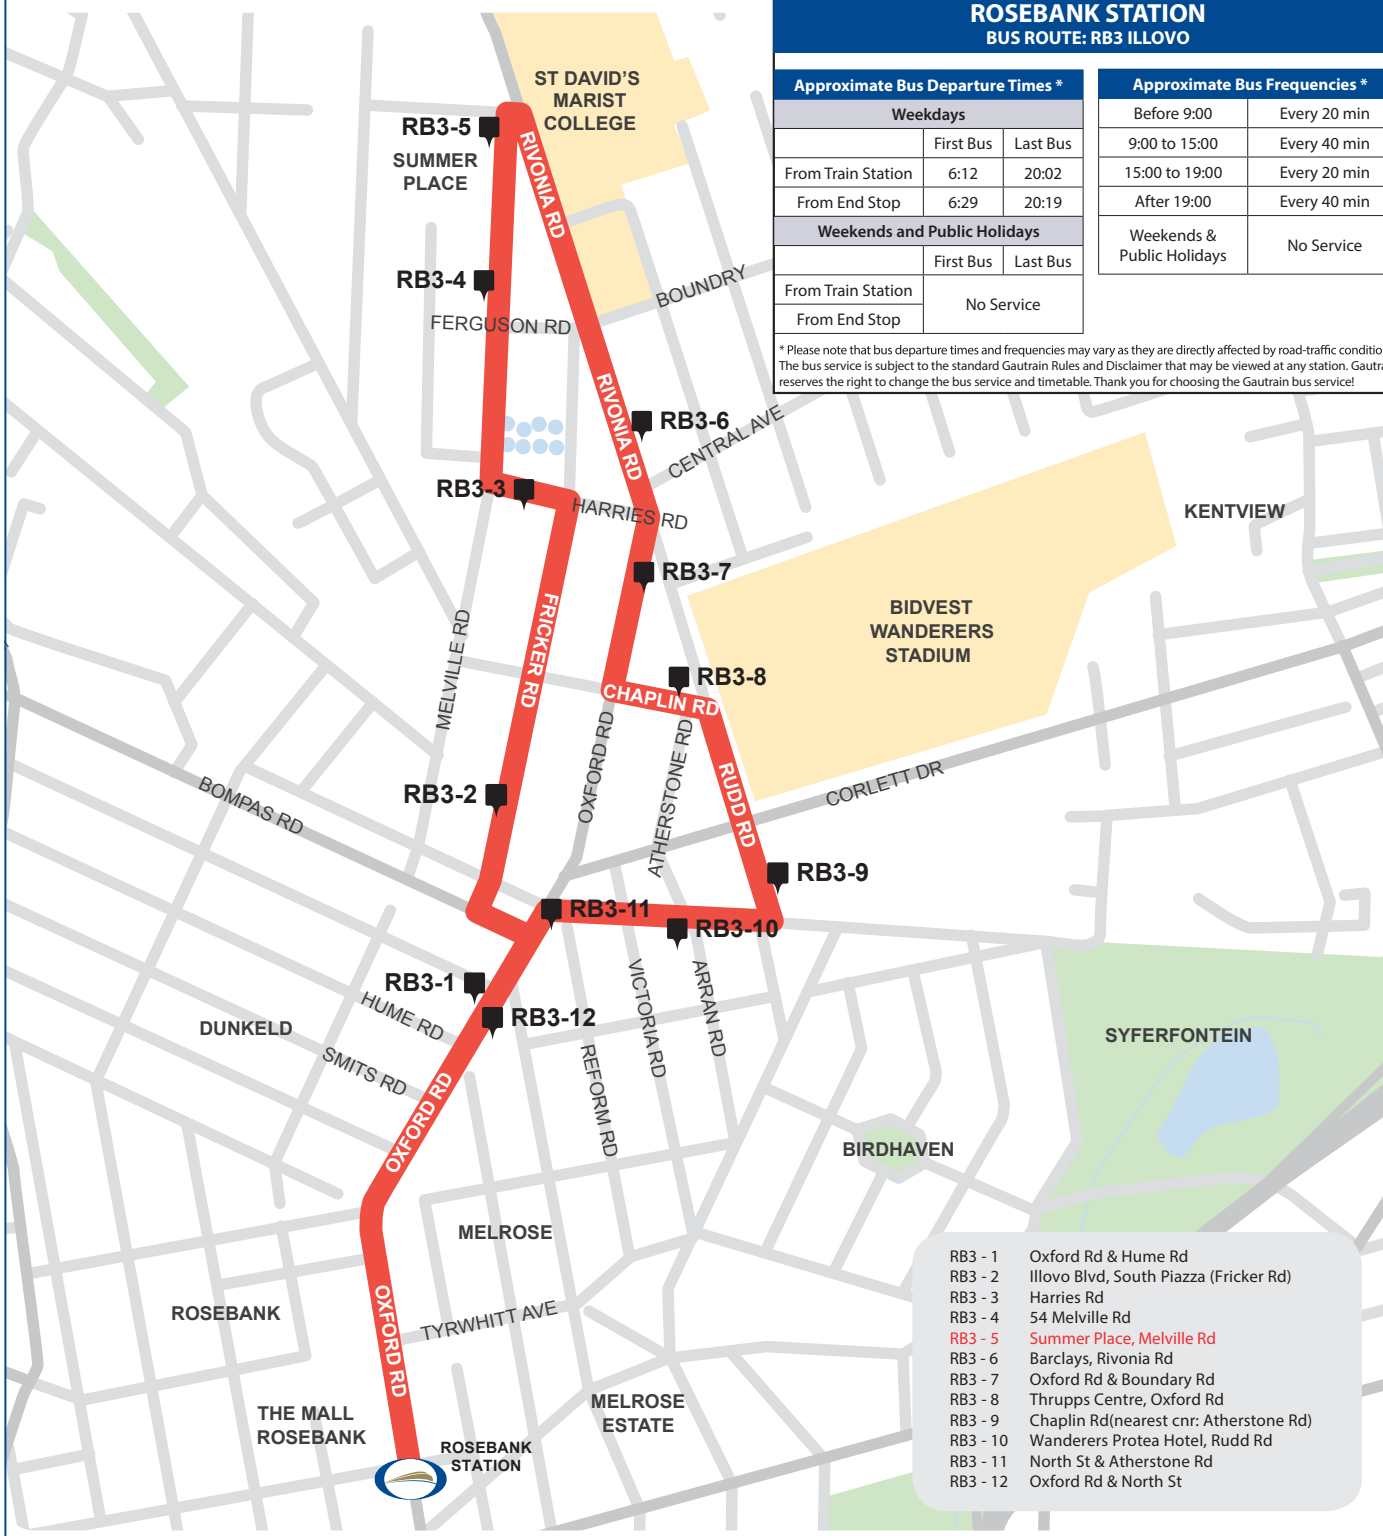 ROSEBANK STATION
BUS ROUTE: RB3 ILLOVO
Approximate Bus Departure Times *
Weekdays
First Bus Last Bus
From Train Station 6:12 20:02
From End Stop 6:29 20:19
Weekends and Public Holidays
First Bus Last Bus
From Train Station
No Service
From End Stop
Approximate Bus Frequencies *
Before 9:00 Every 20 min
9:00 to 15:00 Every 40 min
15:00 to 19:00 Every 20 min
After 19:00 Every 40 min
Weekends &
Public Holidays
No Service
* Please note that bus departure times and frequencies may vary as they are directly affected by road-traffic conditio
The bus service is subject to the standard Gautrain Rules and Disclaimer that may be viewed at any station. Gautra
reserves the right to change the bus service and timetable. Thank you for choosing the Gautrain bus service!
ST DAVID'S
MARIST
COLLEGE
RB3-5
SUMMER
PLACE
RIVONIA RD
RB3-4
BOUNDRY
FERGUSON RD
RIVONIA RD
RB3-6
CENTRAL AVE
RB3-3
HARRIES RD
KENTVIEW
RB3-7
BIDVEST
WANDERERS
STADIUM
FRICKER RD
MELVILLE RD
RB3-8
CHAPLIN RD
OXFORD RD
ATHERSTONE RD
RUDD RD
CORLETT DR
BOMPAS RD
RB3-2
RB3-9
RB3-11
RB3-10
RB3-1
HUME RD
RB3-12
DUNKELD
SMITS RD
VICTORIA RD
ARRAN RD
REFORM RD
SYFERFONTEIN
OXFORD RD
BIRDHAVEN
MELROSE
ROSEBANK
OXFORD RD
TYRWHITT AVE
MELROSE
ESTATE
THE MALL
ROSEBANK
ROSEBANK
STATION
RB3 - 1 Oxford Rd & Hume Rd
RB3 - 2 Illovo Blvd, South Piazza (Fricker Rd)
RB3 - 3 Harries Rd
RB3 - 4 54 Melville Rd
RB3 - 5 Summer Place, Melville Rd
RB3 - 6 Barclays, Rivonia Rd
RB3 - 7 Oxford Rd & Boundary Rd
RB3 - 8 Thrupps Centre, Oxford Rd
RB3 - 9 Chaplin Rd(nearest cnr: Atherstone Rd)
RB3 - 10 Wanderers Protea Hotel, Rudd Rd
RB3 - 11 North St & Atherstone Rd
RB3 - 12 Oxford Rd & North St